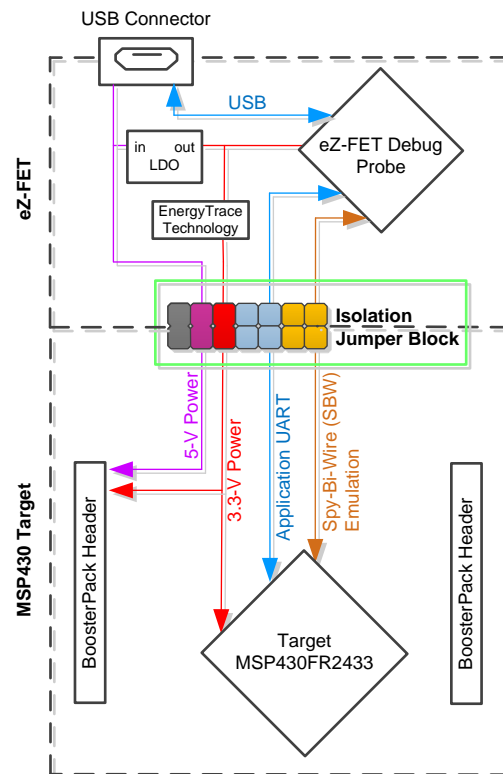 USB Connector
USB
in out
LDO
eZ-FET Debug
Probe
EnergyTrace
Technology
eZ-FET
Isolation
Jumper Block
5-V Power
3.3-V Power
Application UART
Spy-Bi-Wire (SBW)
Emulation
MSP430 Target
BoosterPack Header
BoosterPack Header
Target
MSP430FR2433